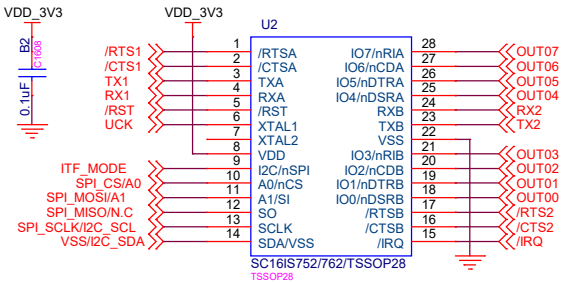 VDD_3V3
VDD_3V3
B2
C1608
0.1uF
U2
/RTS1 1 /RTSA IO7/nRIA 28 OUT07
/CTS1 2 /CTSA IO6/nCDA 27 OUT06
TX1 3 TXA IO5/nDTRA 26 OUT05
RX1 4 RXA IO4/nDSRA 25 OUT04
/RST 5 /RST RXB 24 RX2
UCK 6 XTAL1 TXB 23 TX2
7 XTAL2 VSS 22
8 VDD IO3/nRIB 21 OUT03
ITF_MODE 9 I2C/nSPI IO2/nCDB 20 OUT02
SPI_CS/A0 10 A0/nCS IO1/nDTRB 19 OUT01
SPI_MOSI/A1 11 A1/SI IO0/nDSRB 18 OUT00
SPI_MISO/N.C 12 SO /RTSB 17 /RTS2
SPI_SCLK/I2C_SCL 13 SCLK /CTSB 16 /CTS2
VSS/I2C_SDA 14 SDA/VSS /IRQ 15 /IRQ
SC16IS752/762/TSSOP28
TSSOP28